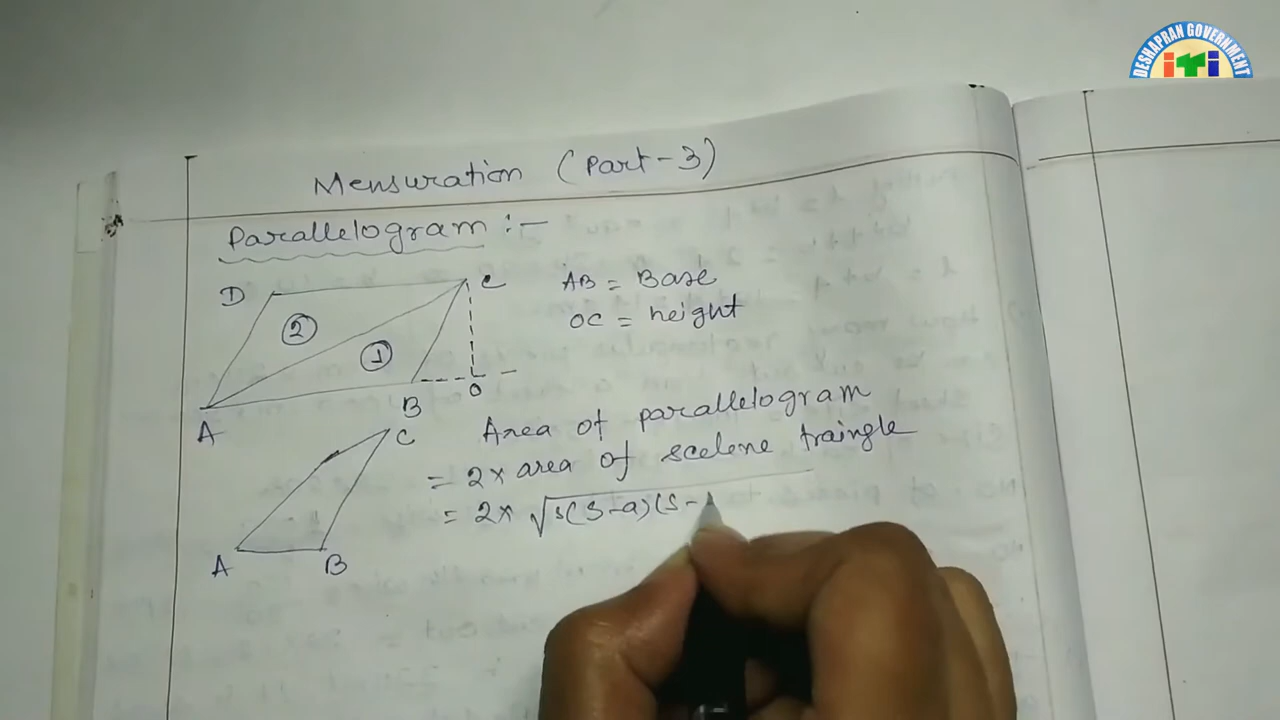 DESHAPRAN GOVERNMENT
iTi
Mensuration (Part-3)
Parallelogram :-
D
C
AB = Base
OC = height
2
1
A
B
O
Area of parallelogram
C
= 2× area of scelene traingle
= 2× √s(s-a)(s-
A
B